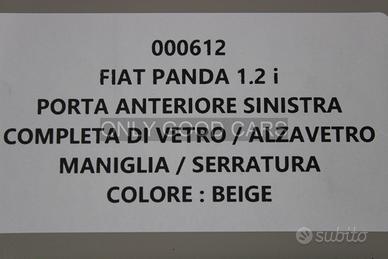 000612
FIAT PANDA 1.2 i
PORTA ANTERIORE SINISTRA
ONLY GOOD CARS
COMPLETA DI VETRO / ALZAVETRO
MANIGLIA / SERRATURA
COLORE : BEIGE
subito